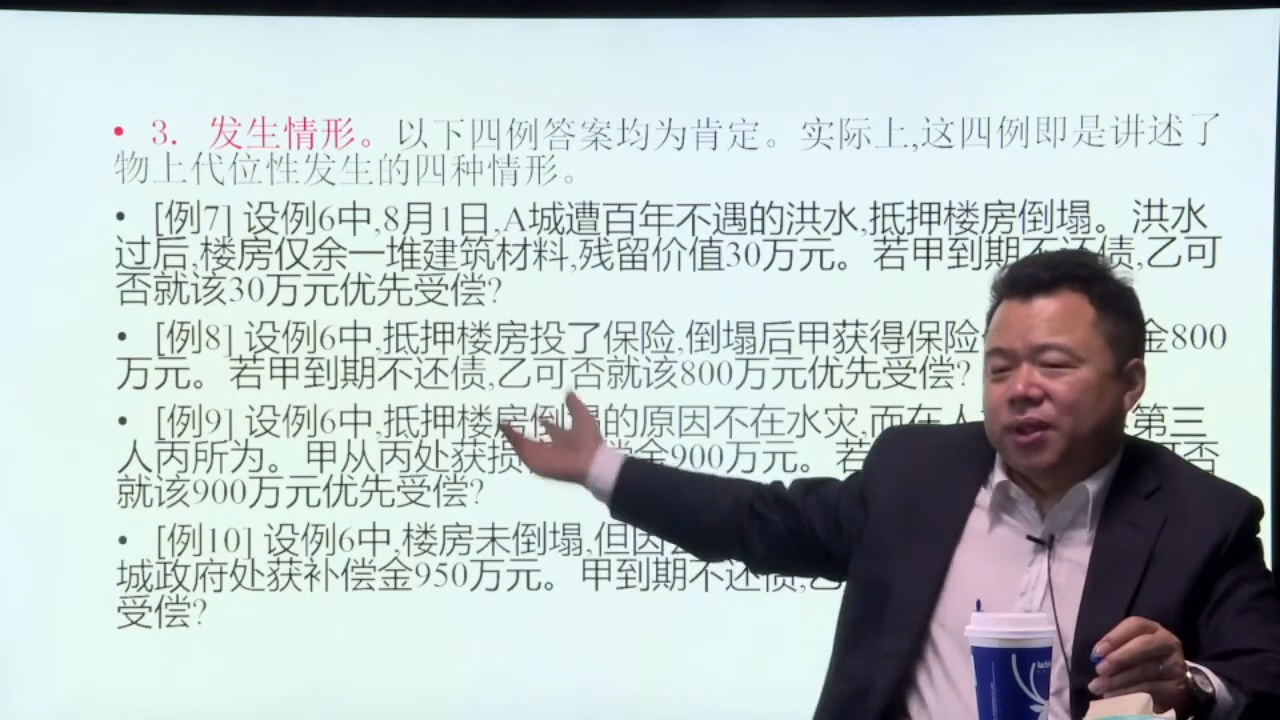 • 3. 发生情形。以下四例答案均为肯定。实际上,这四例即是讲述了
物上代位性发生的四种情形。
• [例7] 设例6中,8月1日,A城遭百年不遇的洪水,抵押楼房倒塌。洪水
过后,楼房仅余一堆建筑材料,残留价值30万元。若甲到期不还债,乙可
否就该30万元优先受偿?
• [例8] 设例6中,抵押楼房投了保险,倒塌后甲获得保险 金800
万元。若甲到期不还债,乙可否就该800万元优先受偿?
• [例9] 设例6中,抵押楼房倒塌的原因不在水灾,而在人 第三
人丙所为。甲从丙处获损 偿金900万元。若 否
就该900万元优先受偿?
• [例10] 设例6中,楼房未倒塌,但因
城政府处获补偿金950万元。甲到期不还债,乙
受偿?
luckin